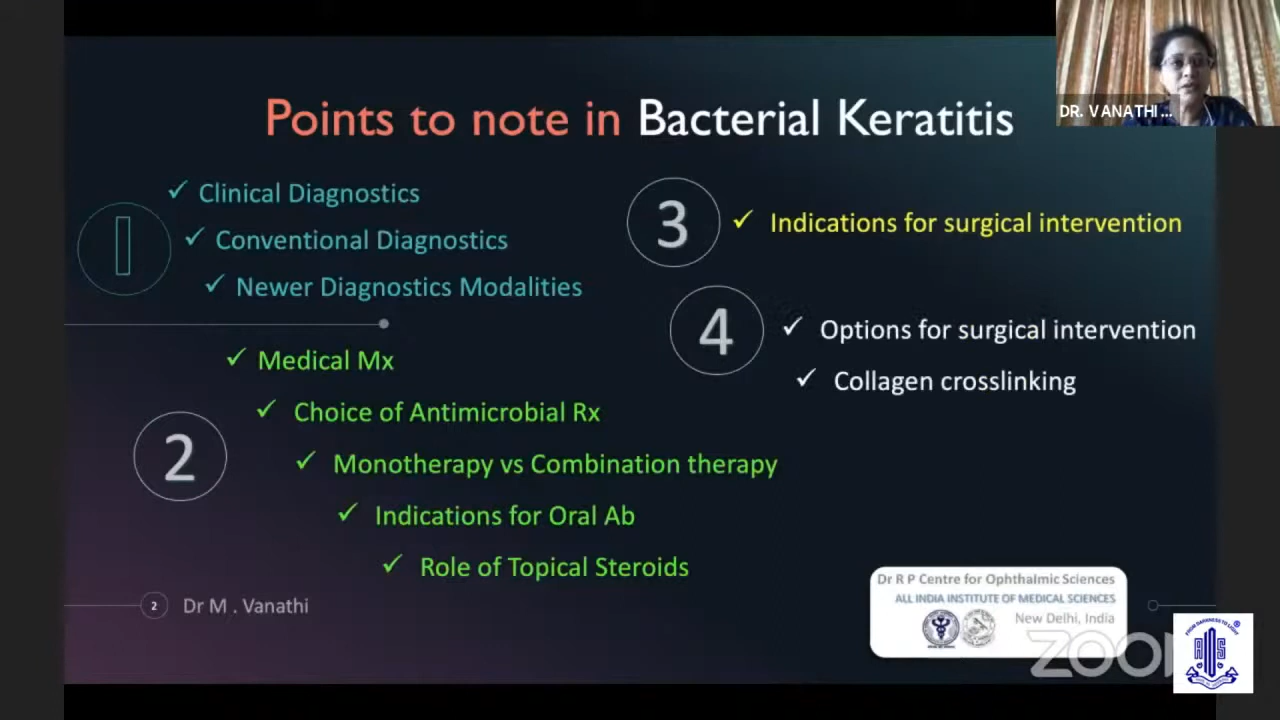 DR. VANATHI ...
Points to note in Bacterial Keratitis
1
✓ Clinical Diagnostics
✓ Conventional Diagnostics
✓ Newer Diagnostics Modalities
2
✓ Medical Mx
✓ Choice of Antimicrobial Rx
✓ Monotherapy vs Combination therapy
✓ Indications for Oral Ab
✓ Role of Topical Steroids
3
✓ Indications for surgical intervention
4
✓ Options for surgical intervention
✓ Collagen crosslinking
2 Dr M . Vanathi
Dr R P Centre for Ophthalmic Sciences
ALL INDIA INSTITUTE OF MEDICAL SCIENCES
New Delhi, India